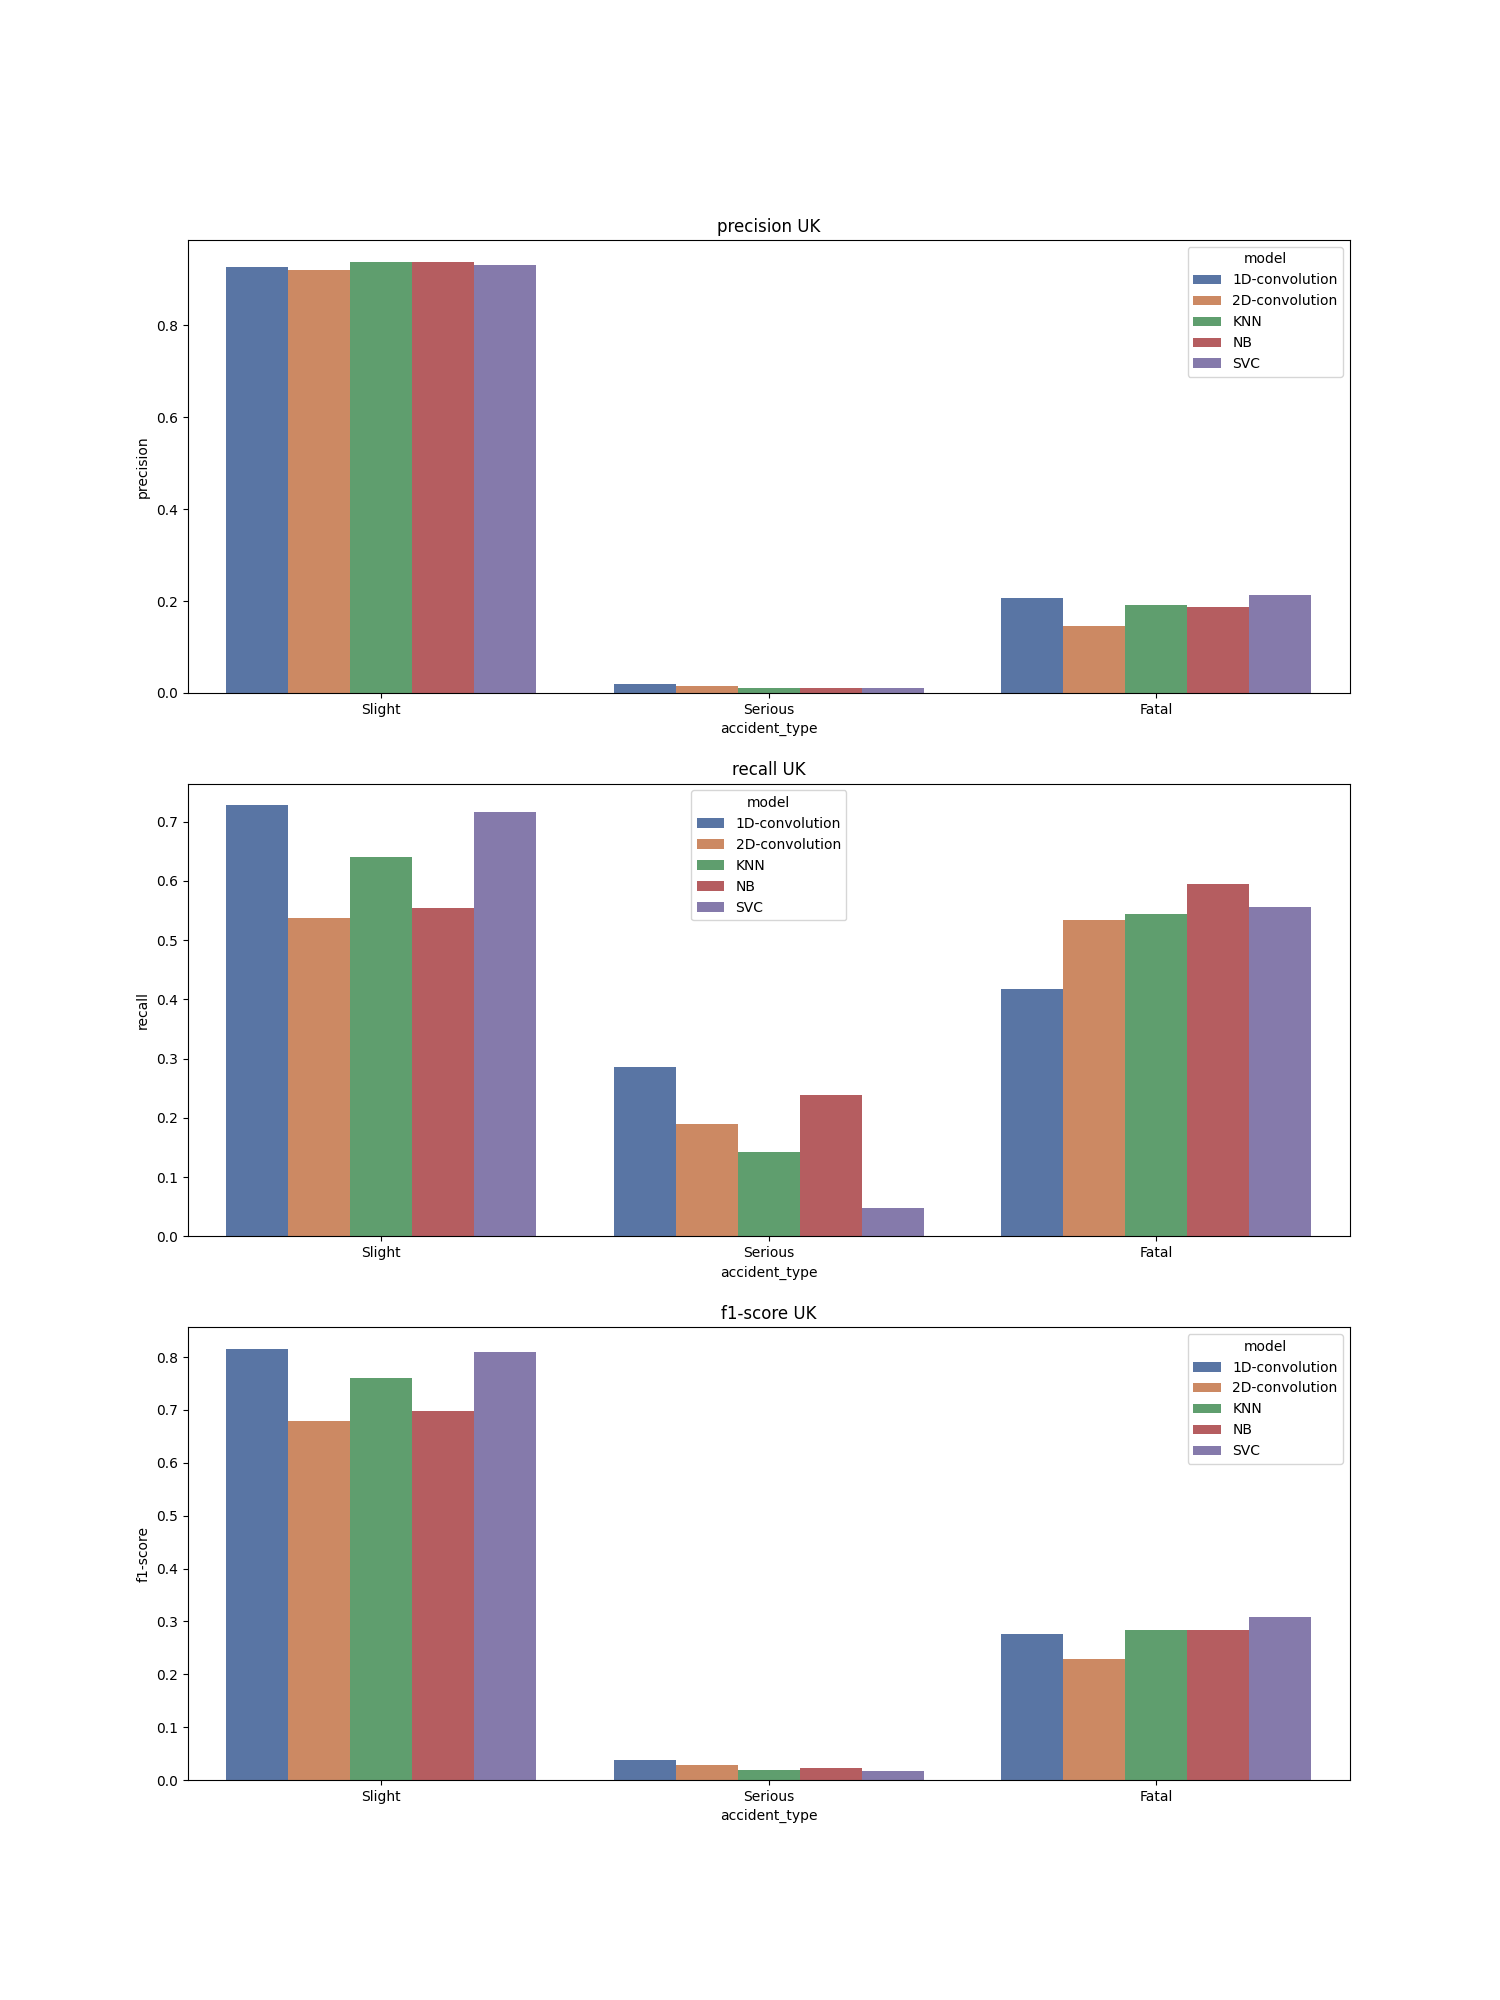 precision UK
model
1D-convolution
2D-convolution
KNN
NB
SVC
precision
0.8
0.6
0.4
0.2
0.0
Slight Serious Fatal
accident_type
recall UK
model
1D-convolution
2D-convolution
KNN
NB
SVC
recall
0.7
0.6
0.5
0.4
0.3
0.2
0.1
0.0
Slight Serious Fatal
accident_type
f1-score UK
model
1D-convolution
2D-convolution
KNN
NB
SVC
f1-score
0.8
0.7
0.6
0.5
0.4
0.3
0.2
0.1
0.0
Slight Serious Fatal
accident_type